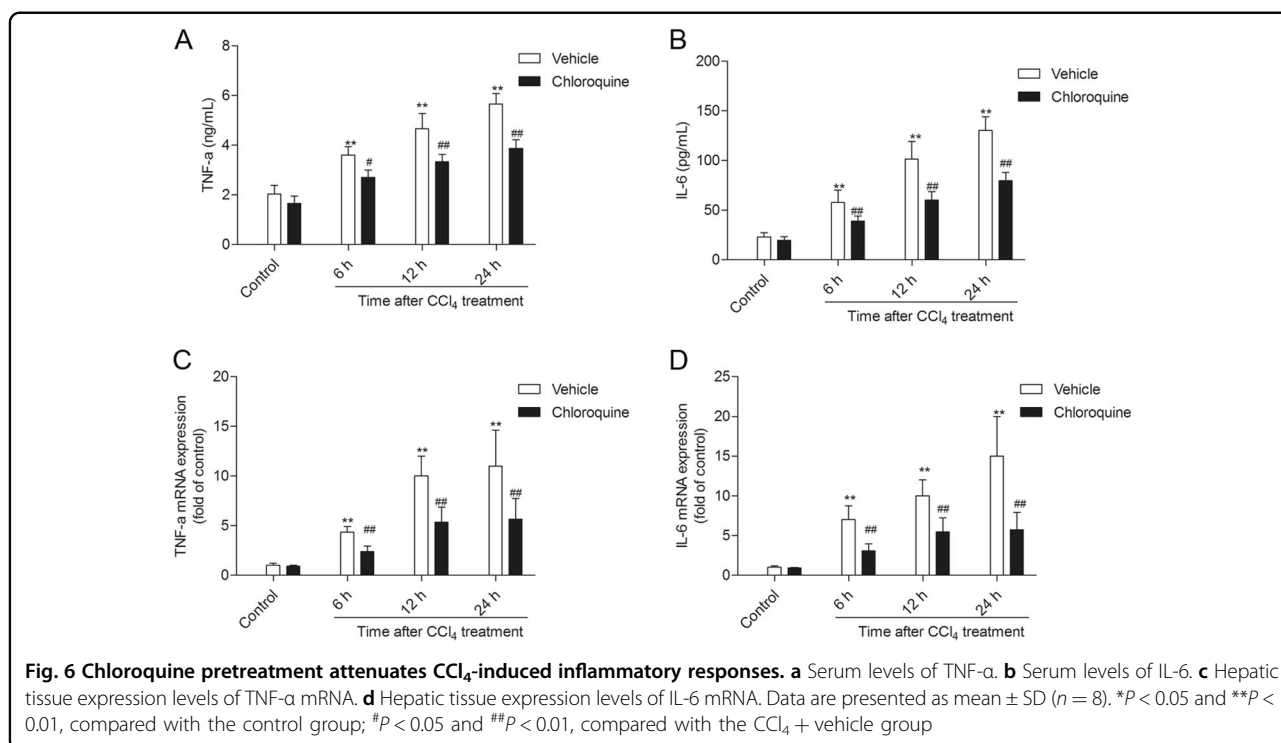 A
TNF-a (ng/mL)
8
6
4
2
0
Vehicle
Chloroquine
**
#
**
##
**
##
Control
6 h
12 h
24 h
Time after CCl₄ treatment
B
IL-6 (pg/mL)
200
150
100
50
0
Vehicle
Chloroquine
**
##
**
##
**
##
Control
6 h
12 h
24 h
Time after CCl₄ treatment
C
TNF-a mRNA expression
(fold of control)
20
15
10
5
0
Vehicle
Chloroquine
**
##
**
##
**
##
Control
6 h
12 h
24 h
Time after CCl₄ treatment
D
IL-6 mRNA expression
(fold of control)
25
20
15
10
5
0
Vehicle
Chloroquine
**
##
**
##
**
##
Control
6 h
12 h
24 h
Time after CCl₄ treatment
Fig. 6 Chloroquine pretreatment attenuates CCl₄-induced inflammatory responses. a Serum levels of TNF-α. b Serum levels of IL-6. c Hepatic
tissue expression levels of TNF-α mRNA. d Hepatic tissue expression levels of IL-6 mRNA. Data are presented as mean ± SD (n = 8). *P < 0.05 and **P <
0.01, compared with the control group; #P < 0.05 and ##P < 0.01, compared with the CCl₄ + vehicle group